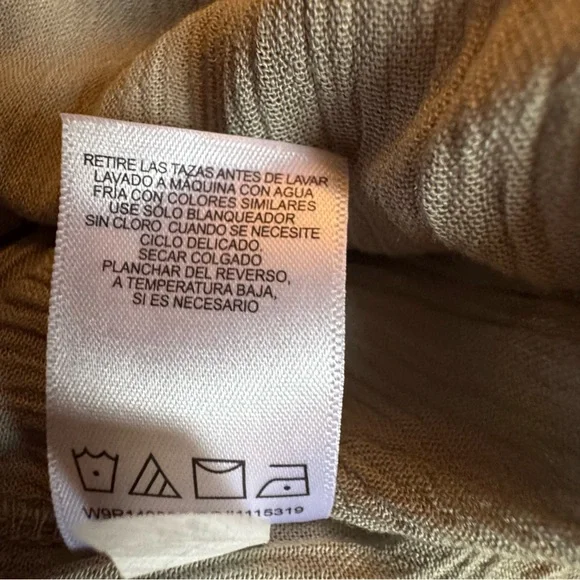 RETIRE LAS TAZAS ANTES DE LAVAR
LAVADO A MÁQUINA CON AGUA
FRÍA CON COLORES SIMILARES
USE SÓLO BLANQUEADOR
SIN CLORO CUANDO SE NECESITE
CICLO DELICADO.
SECAR COLGADO
PLANCHAR DEL REVERSO,
A TEMPERATURA BAJA,
SI ES NECESARIO